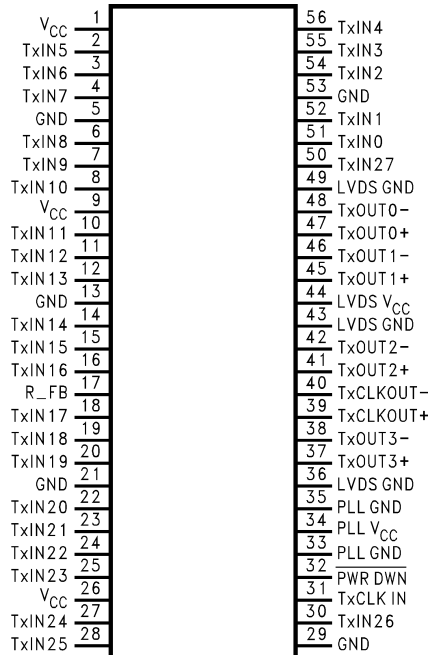 VCC 1 56 TxIN4
TxIN5 2 55 TxIN3
TxIN6 3 54 TxIN2
TxIN7 4 53 GND
GND 5 52 TxIN1
TxIN8 6 51 TxIN0
TxIN9 7 50 TxIN27
TxIN10 8 49 LVDS GND
VCC 9 48 TxOUT0-
TxIN11 10 47 TxOUT0+
TxIN12 11 46 TxOUT1-
TxIN13 12 45 TxOUT1+
GND 13 44 LVDS VCC
TxIN14 14 43 LVDS GND
TxIN15 15 42 TxOUT2-
TxIN16 16 41 TxOUT2+
R_FB 17 40 TxCLKOUT-
TxIN17 18 39 TxCLKOUT+
TxIN18 19 38 TxOUT3-
TxIN19 20 37 TxOUT3+
GND 21 36 LVDS GND
TxIN20 22 35 PLL GND
TxIN21 23 34 PLL VCC
TxIN22 24 33 PLL GND
TxIN23 25 32 PWR DWN
VCC 26 31 TxCLK IN
TxIN24 27 30 TxIN26
TxIN25 28 29 GND